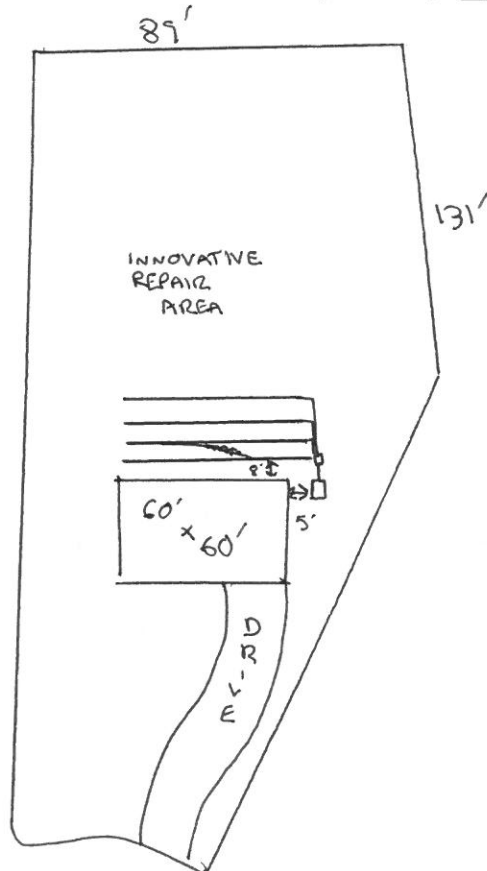 89'
131'
INNOVATIVE
REPAIR
AREA
8'
60'
x 60'
5'
D
R
I
V
E